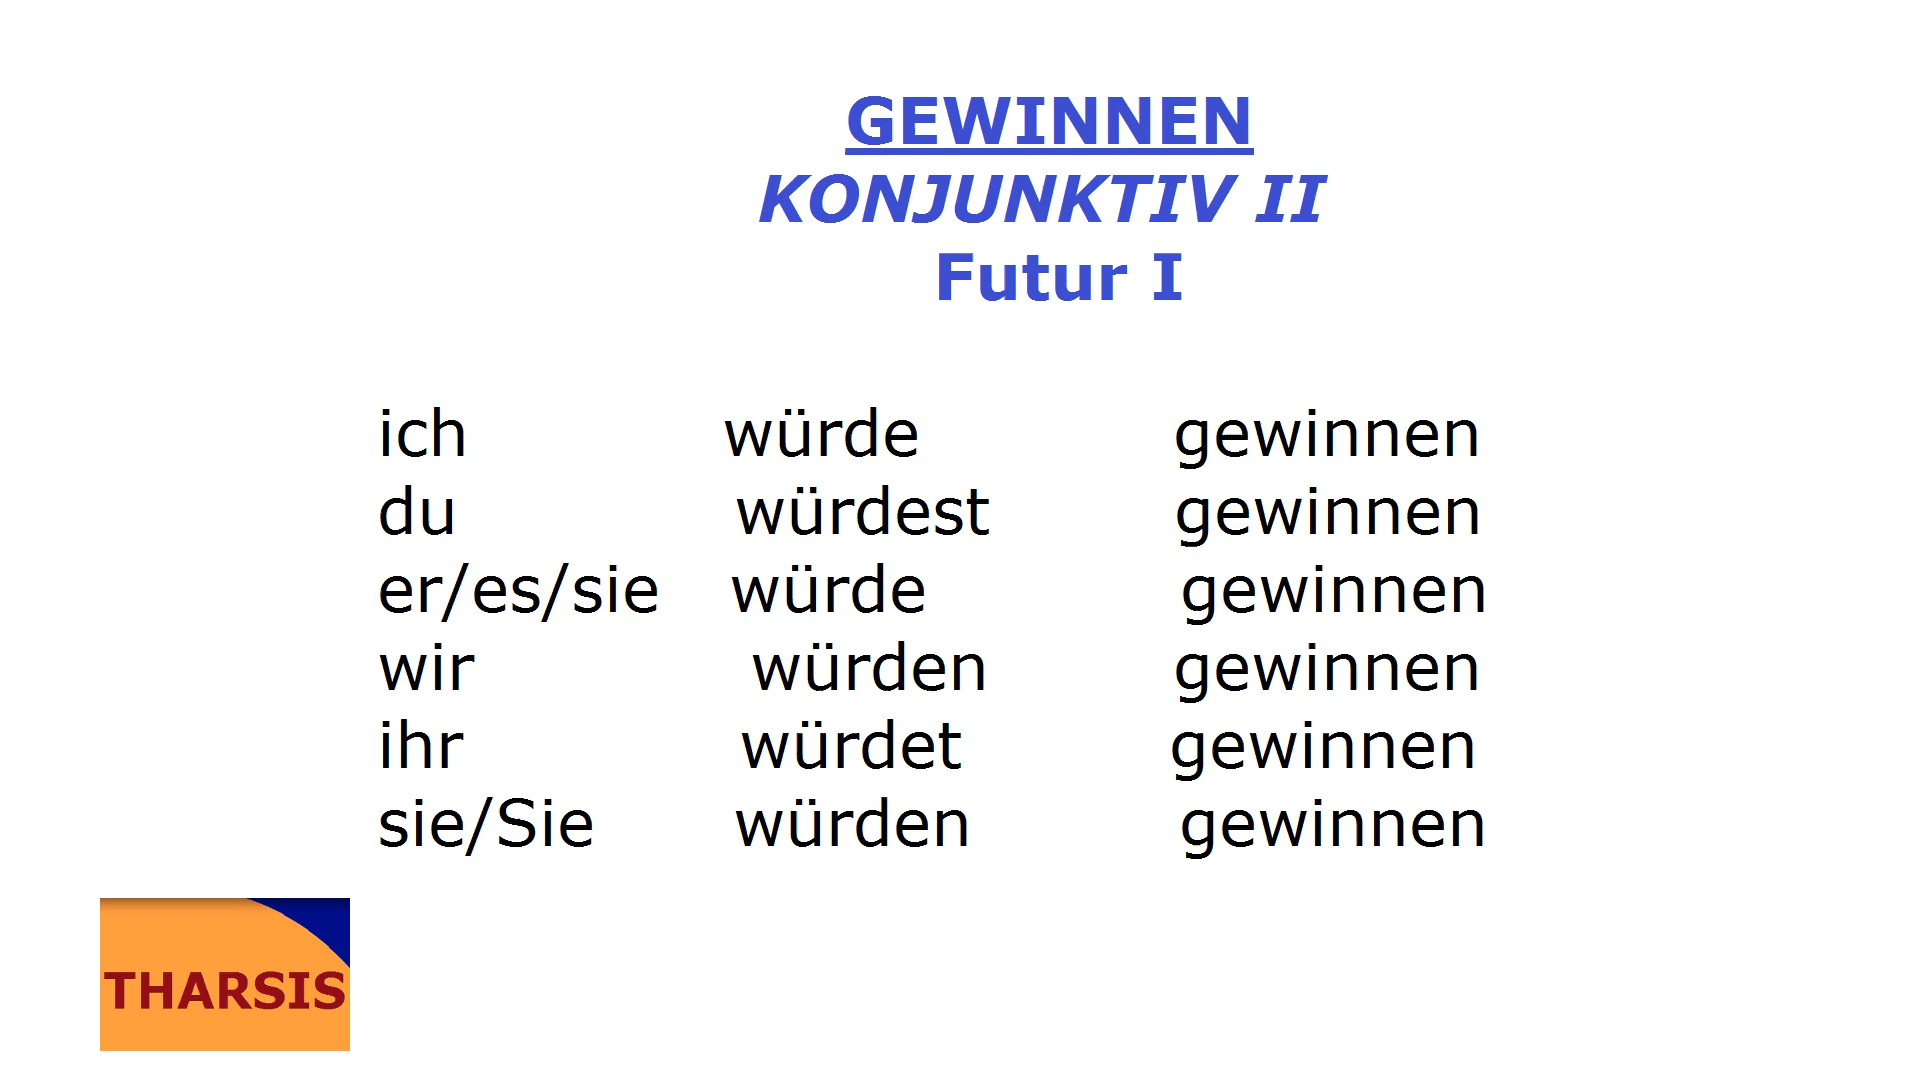 GEWINNEN
KONJUNKTIV II
Futur I
ich würde gewinnen
du würdest gewinnen
er/es/sie würde gewinnen
wir würden gewinnen
ihr würdet gewinnen
sie/Sie würden gewinnen
THARSIS